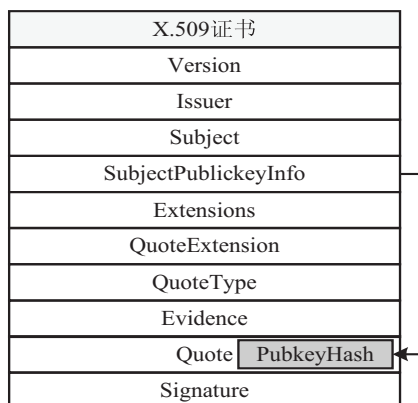 X.509证书
Version
Issuer
Subject
SubjectPublickeyInfo
Extensions
QuoteExtension
QuoteType
Evidence
Quote PubkeyHash
Signature